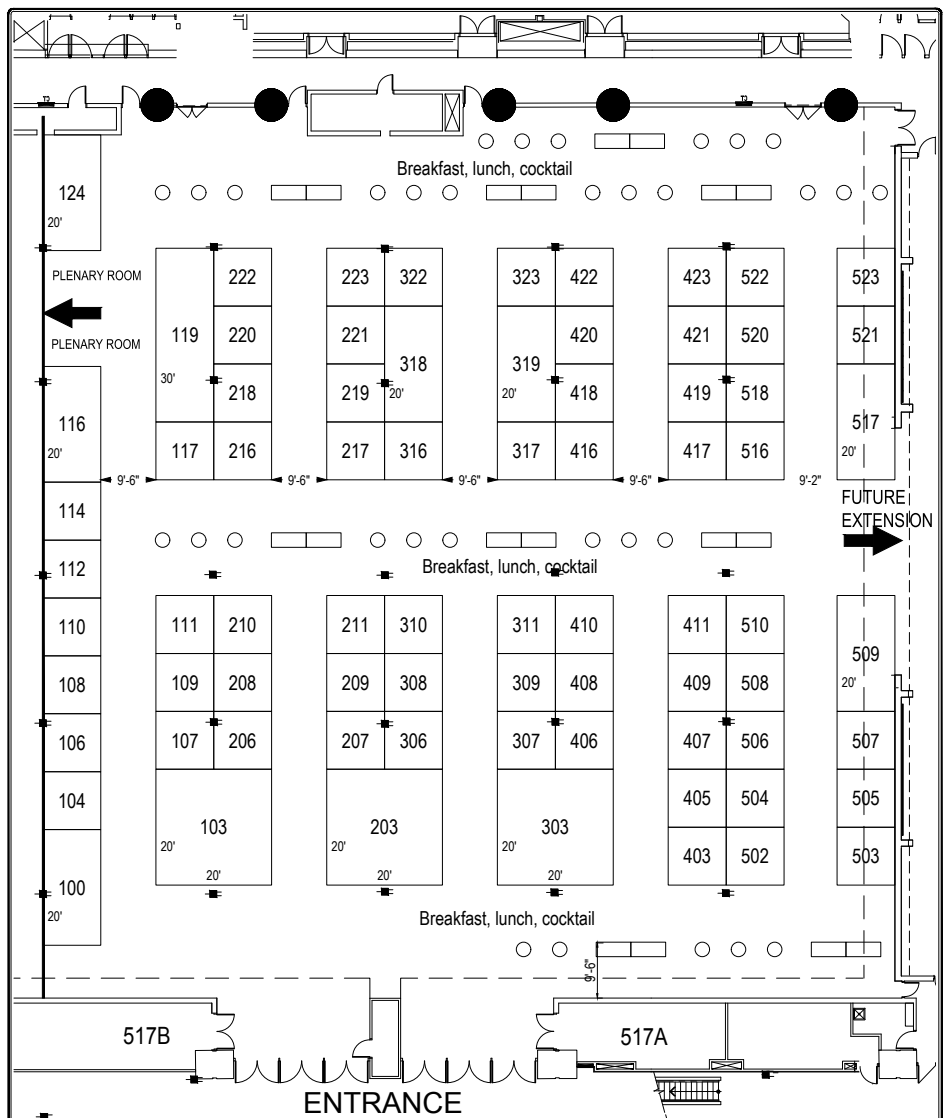 Breakfast, lunch, cocktail
124
20'
PLENARY ROOM
PLENARY ROOM
222 223 322 323 422 423 522 523
119 220 221 420 421 520 521
30'
318
20'
319
20'
218 219 418 419 518
116
20'
117 216 217 316 317 416 417 516
517
20'
9'-6" 9'-6" 9'-6" 9'-6" 9'-2"
114
FUTURE
EXTENSION
Breakfast, lunch, cocktail
112
110
111 210 211 310 311 410 411 510
509
20'
108
109 208 209 308 309 408 409 508
106
107 206 207 306 307 406 407 506 507
104
405 504 505
103
20'
20'
203
20'
20'
303
20'
20'
403 502 503
100
20'
Breakfast, lunch, cocktail
9'-6"
517B
517A
ENTRANCE